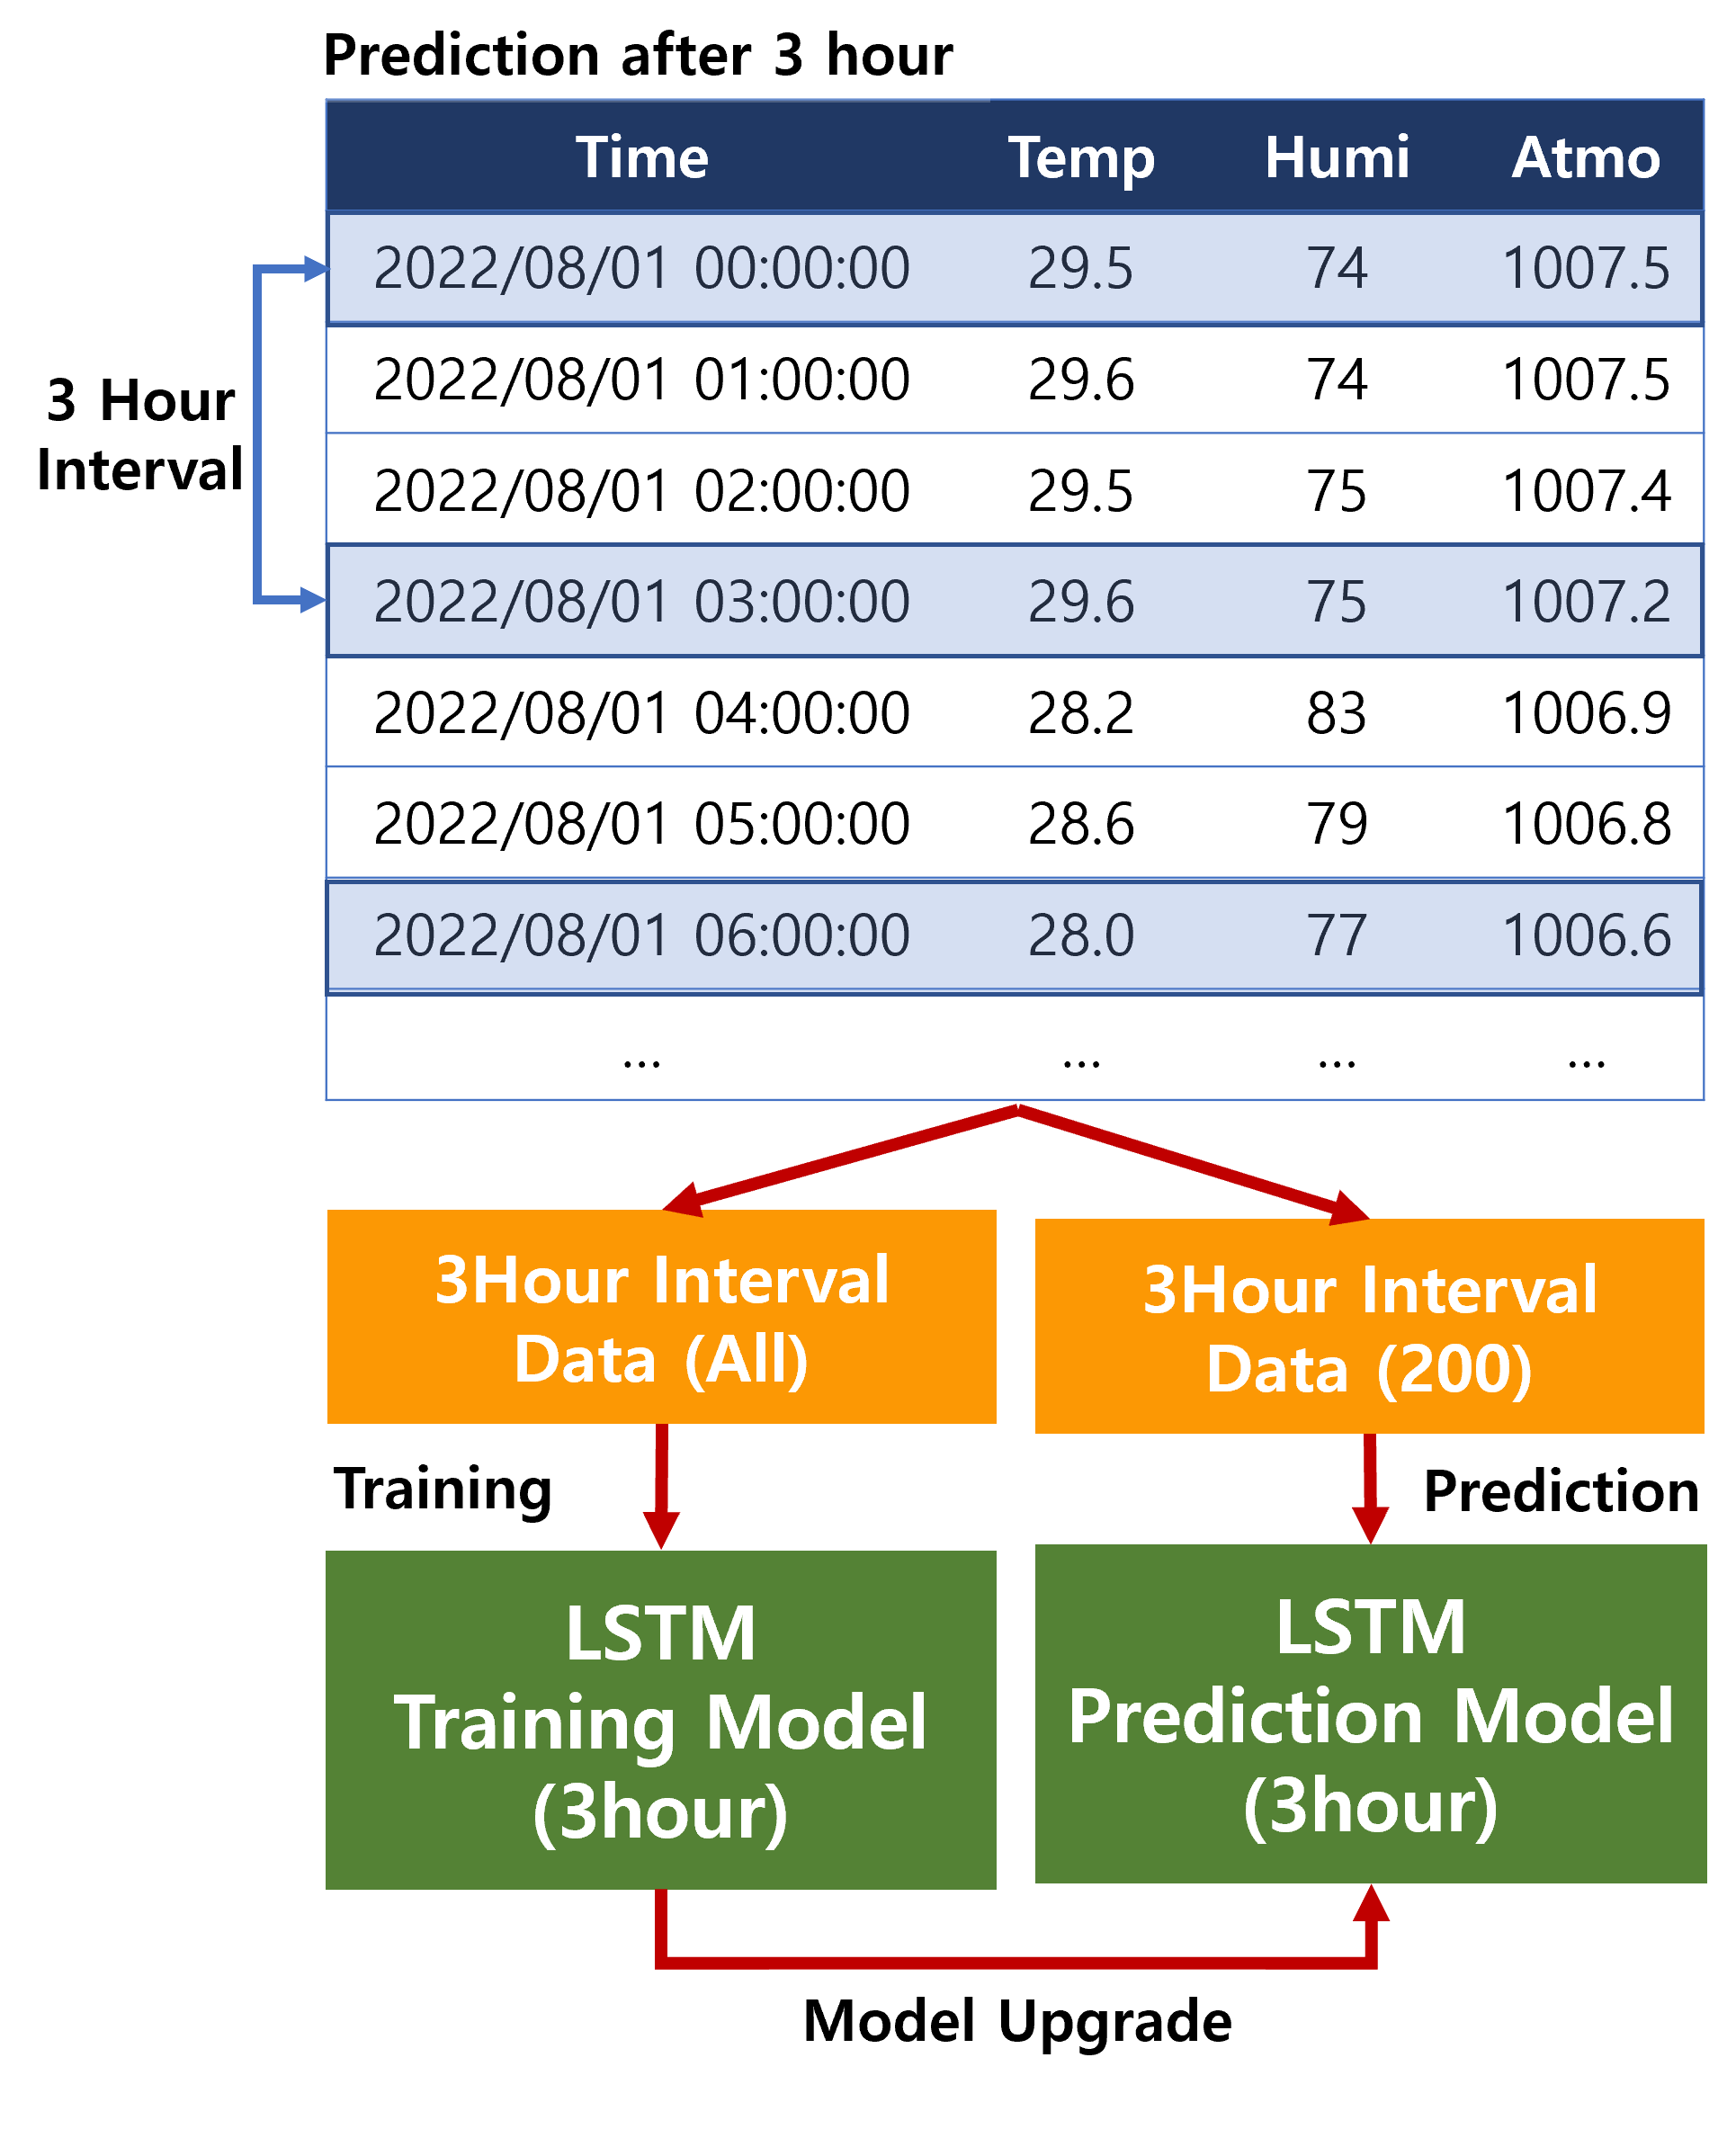 Prediction after 3 hour
Time Temp Humi Atmo
2022/08/01 00:00:00 29.5 74 1007.5
2022/08/01 01:00:00 29.6 74 1007.5
2022/08/01 02:00:00 29.5 75 1007.4
2022/08/01 03:00:00 29.6 75 1007.2
2022/08/01 04:00:00 28.2 83 1006.9
2022/08/01 05:00:00 28.6 79 1006.8
2022/08/01 06:00:00 28.0 77 1006.6
... ... ... ...
3 Hour
Interval
3Hour Interval
Data (All)
3Hour Interval
Data (200)
Training
Prediction
LSTM
Training Model
(3hour)
LSTM
Prediction Model
(3hour)
Model Upgrade